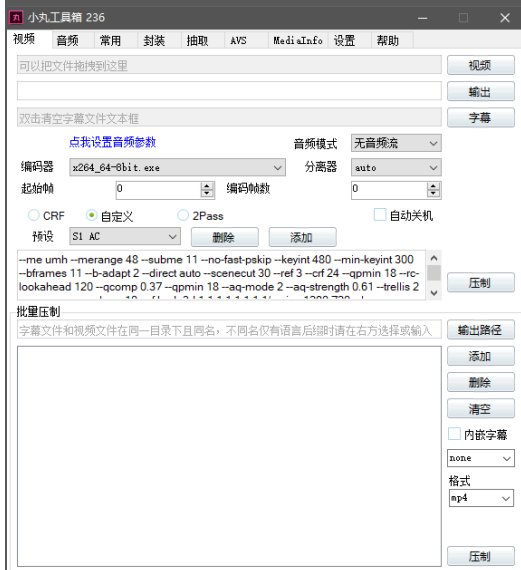 小丸工具箱 236
视频 音频 常用 封装 抽取 AVS MediaInfo 设置 帮助
可以把文件拖拽到这里 视频
输出
双击清空字幕文件文本框 字幕
点我设置音频参数 音频模式 无音频流
编码器 x264_64-8bit.exe 分离器 auto
起始帧 0 编码帧数 0
CRF 自定义 2Pass 自动关机
预设 S1 AC 删除 添加
--me umh --merange 48 --subme 11 --no-fast-pskip --keyint 480 --min-keyint 300
--bframes 11 --b-adapt 2 --direct auto --scenecut 30 --ref 3 --crf 24 --qpmin 18 --rc-
lookahead 120 --qcomp 0.37 --qpmin 18 --aq-mode 2 --aq-strength 0.61 --trellis 2
压制
批量压制
字幕文件和视频文件在同一目录下且同名，不同名仅有语言后缀时请在右方选择或输入 输出路径
添加
删除
清空
内嵌字幕
none
格式
mp4
压制